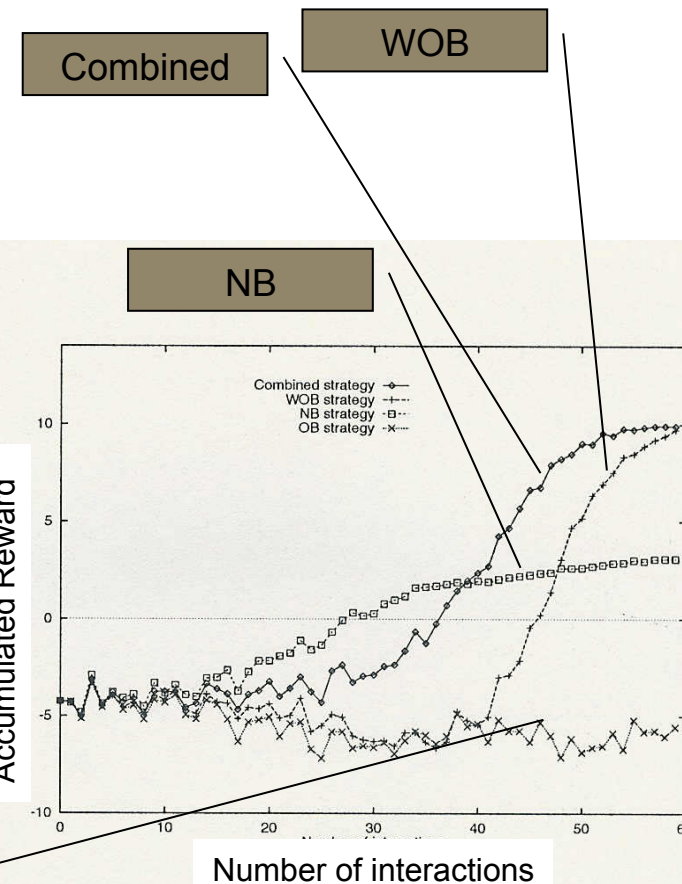 WOB
Combined
NB
Combined strategy
WOB strategy
NB strategy
OB strategy
10
5
0
-5
-10
Accumulated Reward
0 10 20 30 40 50 6
Number of interactions